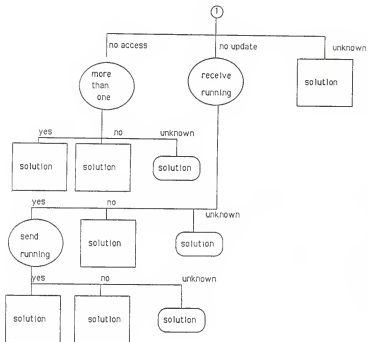 1
no access no update unknown
more
than
one
receive
running
solution
yes no unknown
solution solution solution
yes no unknown
send
running
solution solution
yes no unknown
solution solution solution